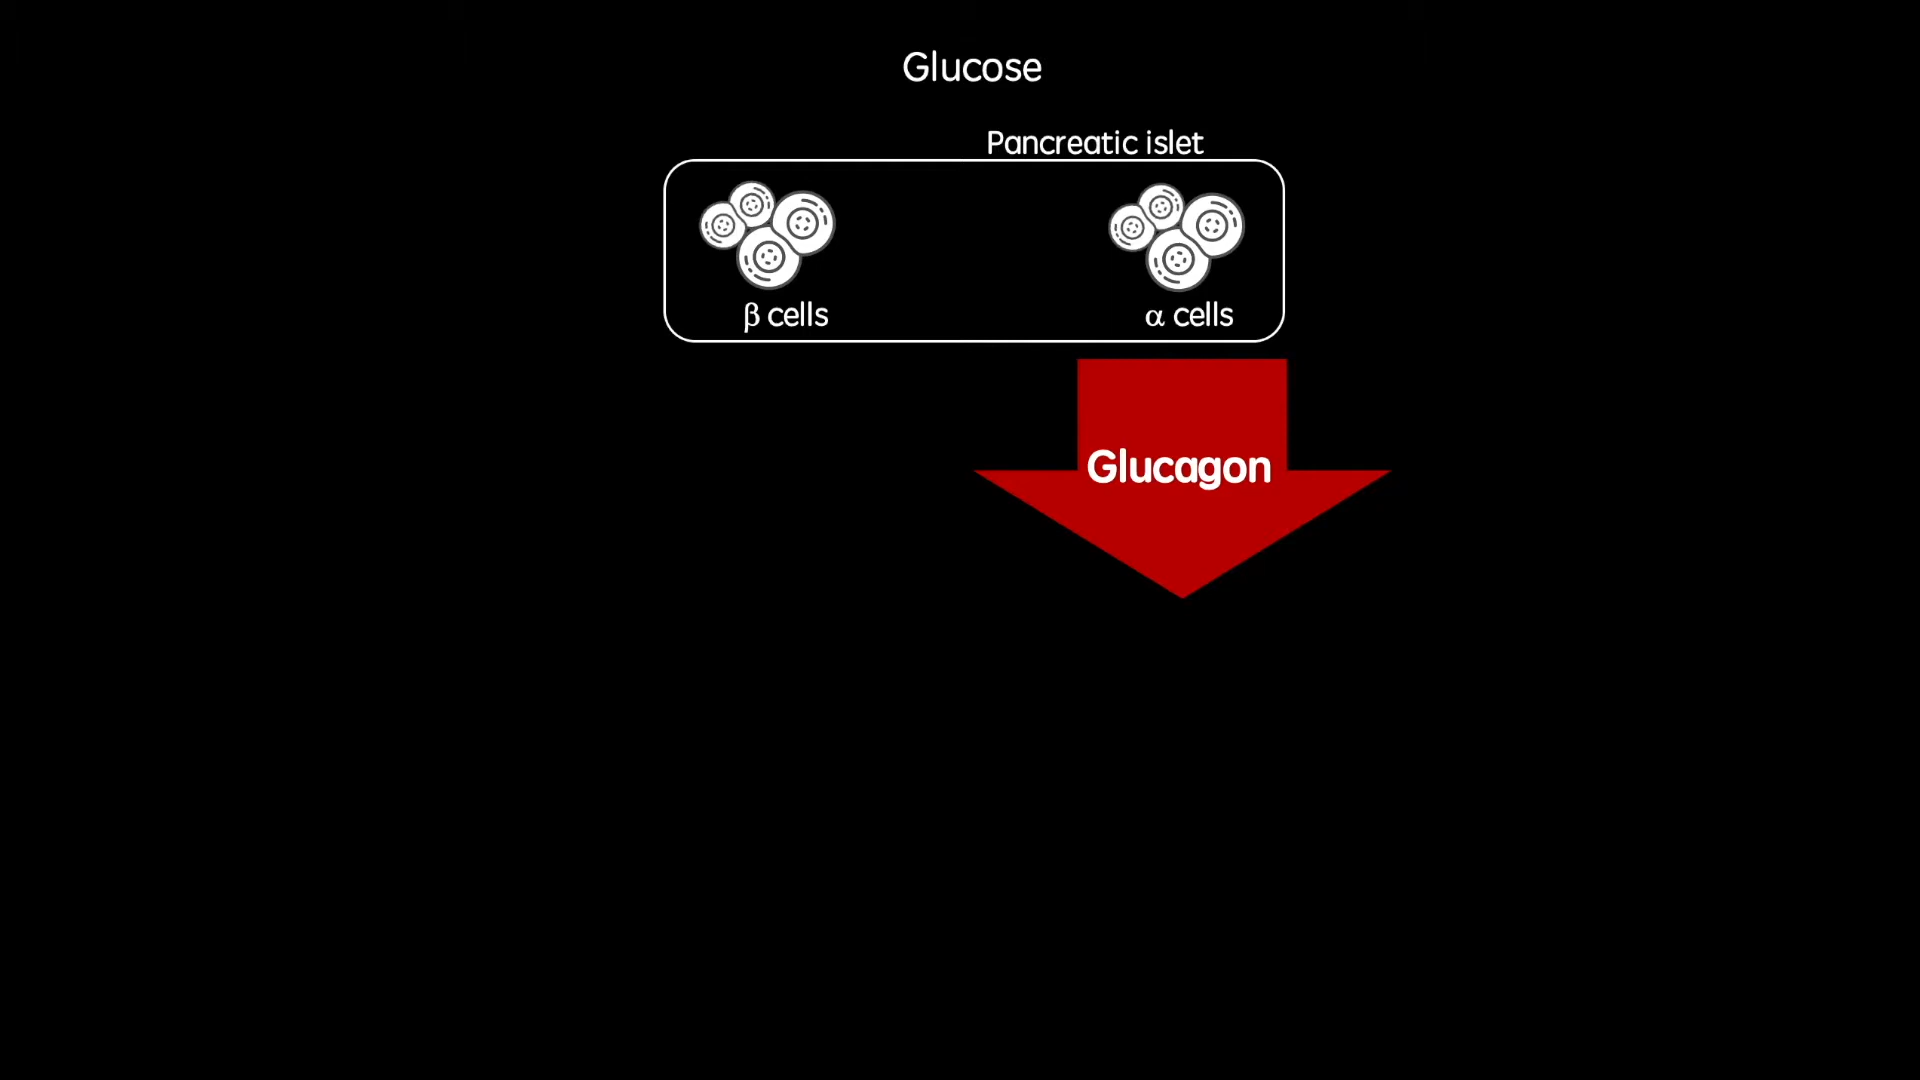 Glucose
Pancreatic islet
β cells
α cells
Glucagon